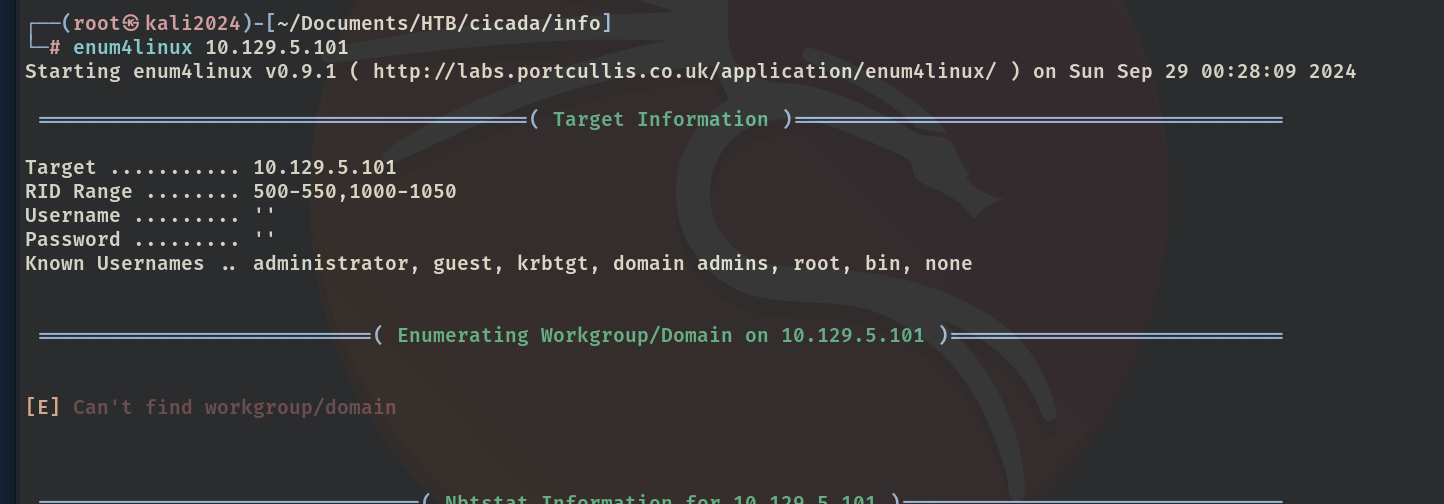 ┌──(root㉿kali2024)-[~/Documents/HTB/cicada/info]
└─# enum4linux 10.129.5.101
Starting enum4linux v0.9.1 ( http://labs.portcullis.co.uk/application/enum4linux/ ) on Sun Sep 29 00:28:09 2024
=========================================( Target Information )=========================================
Target ........... 10.129.5.101
RID Range ........ 500-550,1000-1050
Username ......... ''
Password ......... ''
Known Usernames .. administrator, guest, krbtgt, domain admins, root, bin, none
============================( Enumerating Workgroup/Domain on 10.129.5.101 )============================
[E] Can't find workgroup/domain
================================( Nbtstat Information for 10.129.5.101 )================================